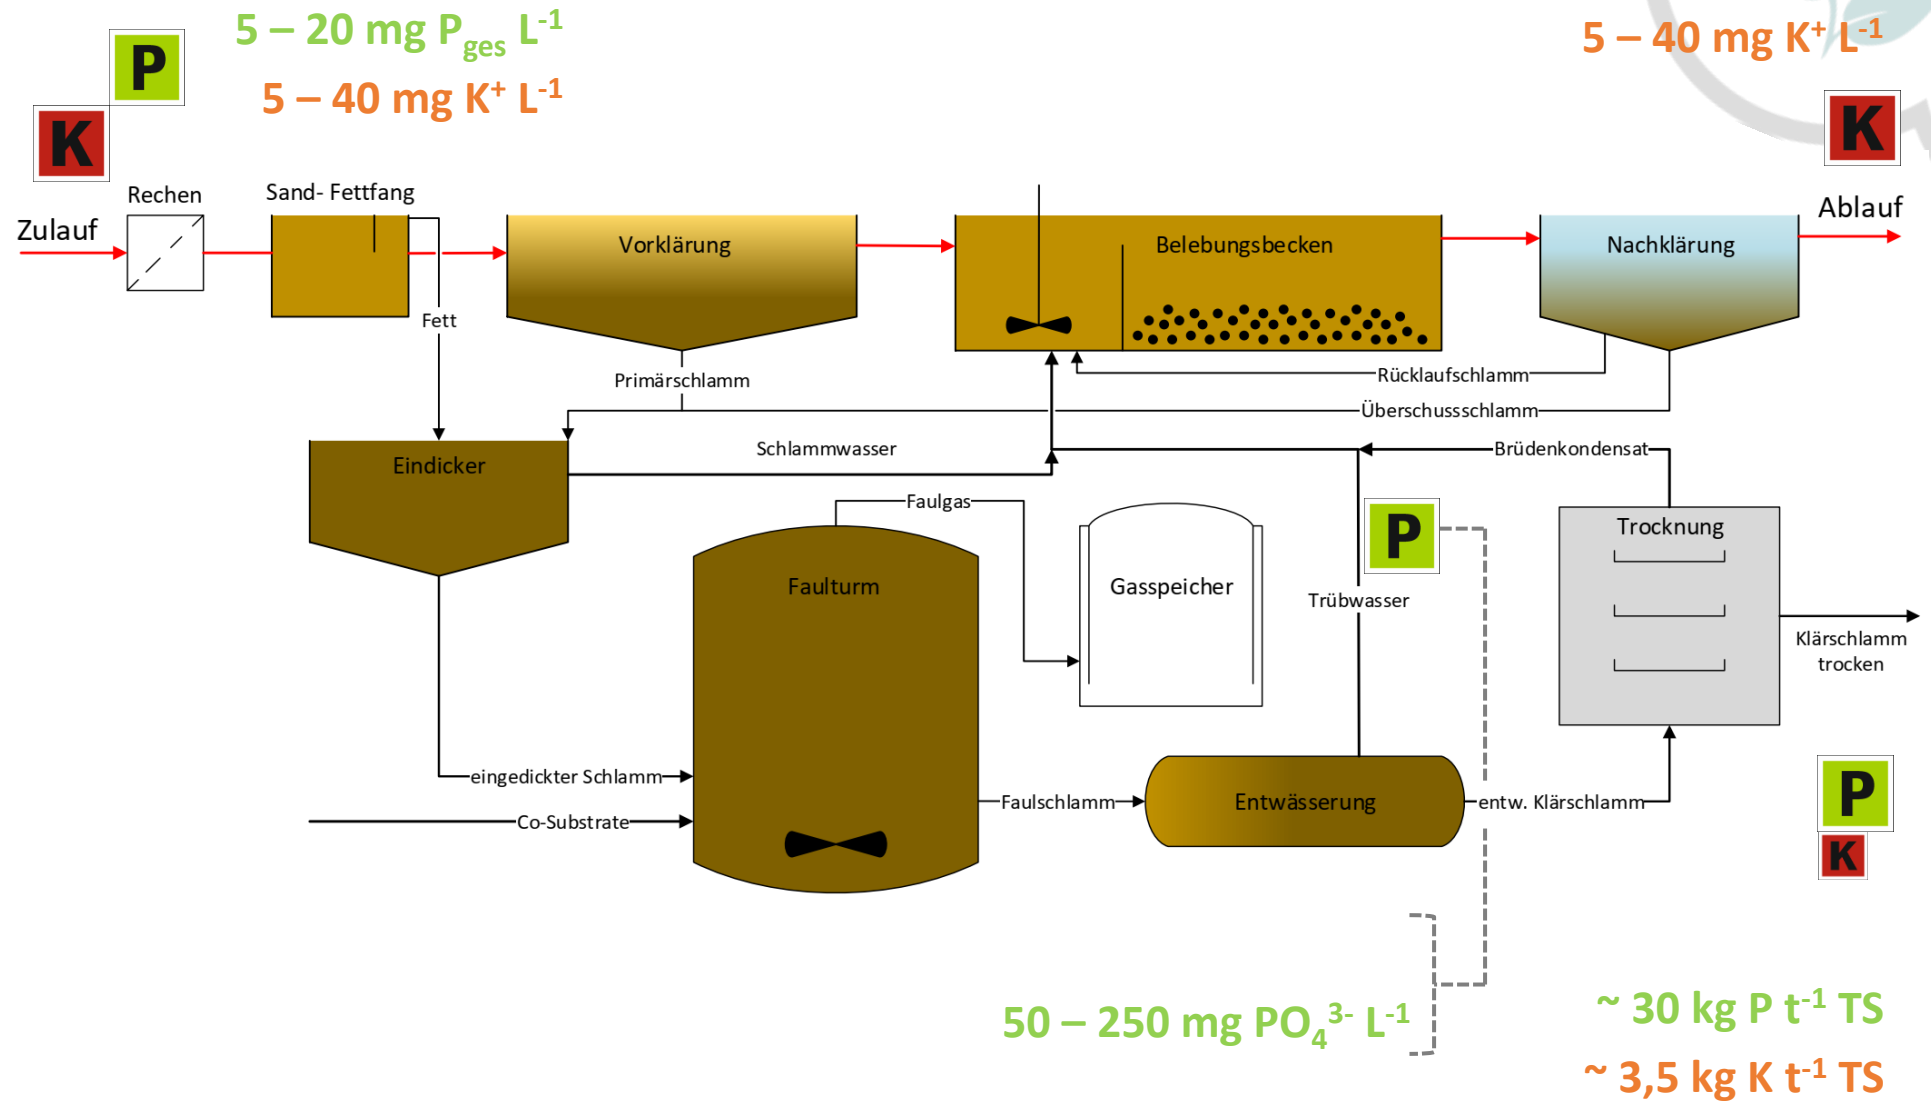 5 – 20 mg P_ges L⁻¹
5 – 40 mg K⁺ L⁻¹
5 – 40 mg K⁺ L⁻¹
P
K
K
Rechen
Sand- Fettfang
Zulauf
Vorklärung
Belebungsbecken
Nachklärung
Ablauf
Fett
Primärschlamm
Rücklaufschlamm
Überschussschlamm
Schlammwasser
Brüdenkondensat
Eindicker
Faulgas
P
Trocknung
Faulturm
Gasspeicher
Trübwasser
Klärschlamm
trocken
eingedickter Schlamm
Co-Substrate
Faulschlamm
Entwässerung
entw. Klärschlamm
P
K
50 – 250 mg PO₄³⁻ L⁻¹
~ 30 kg P t⁻¹ TS
~ 3,5 kg K t⁻¹ TS